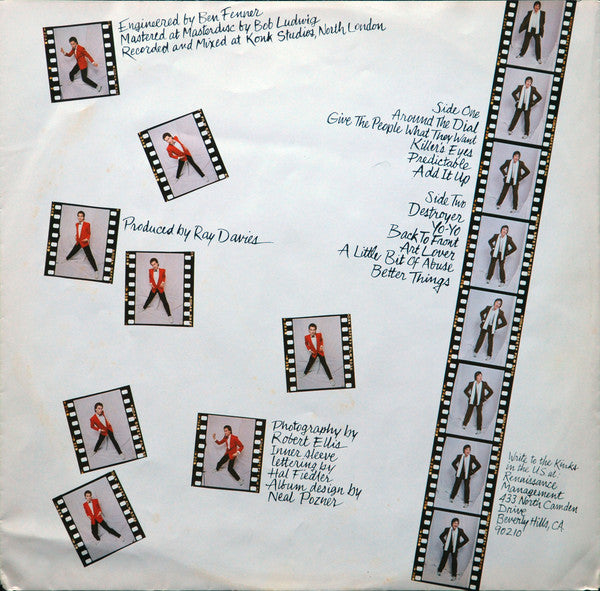 Engineered by Ben Fenner
Mastered at Masterdisc by Bob Ludwig
Recorded and Mixed at Konk Studios, North London
Side One
Around The Dial
Give The People What They Want
Killer's Eyes
Predictable
Add It Up
Side Two
Destroyer
Yo-Yo
Back To Front
Art Lover
A Little Bit Of Abuse
Better Things
Produced by Ray Davies
Photography by
Robert Ellis
Inner sleeve
lettering by
Hal Fiedler
Album design by
Neal Pozner
Write to the Kinks
in the U.S. at
Renaissance
Management
433 North Camden
Drive
Beverly Hills, CA.
90210